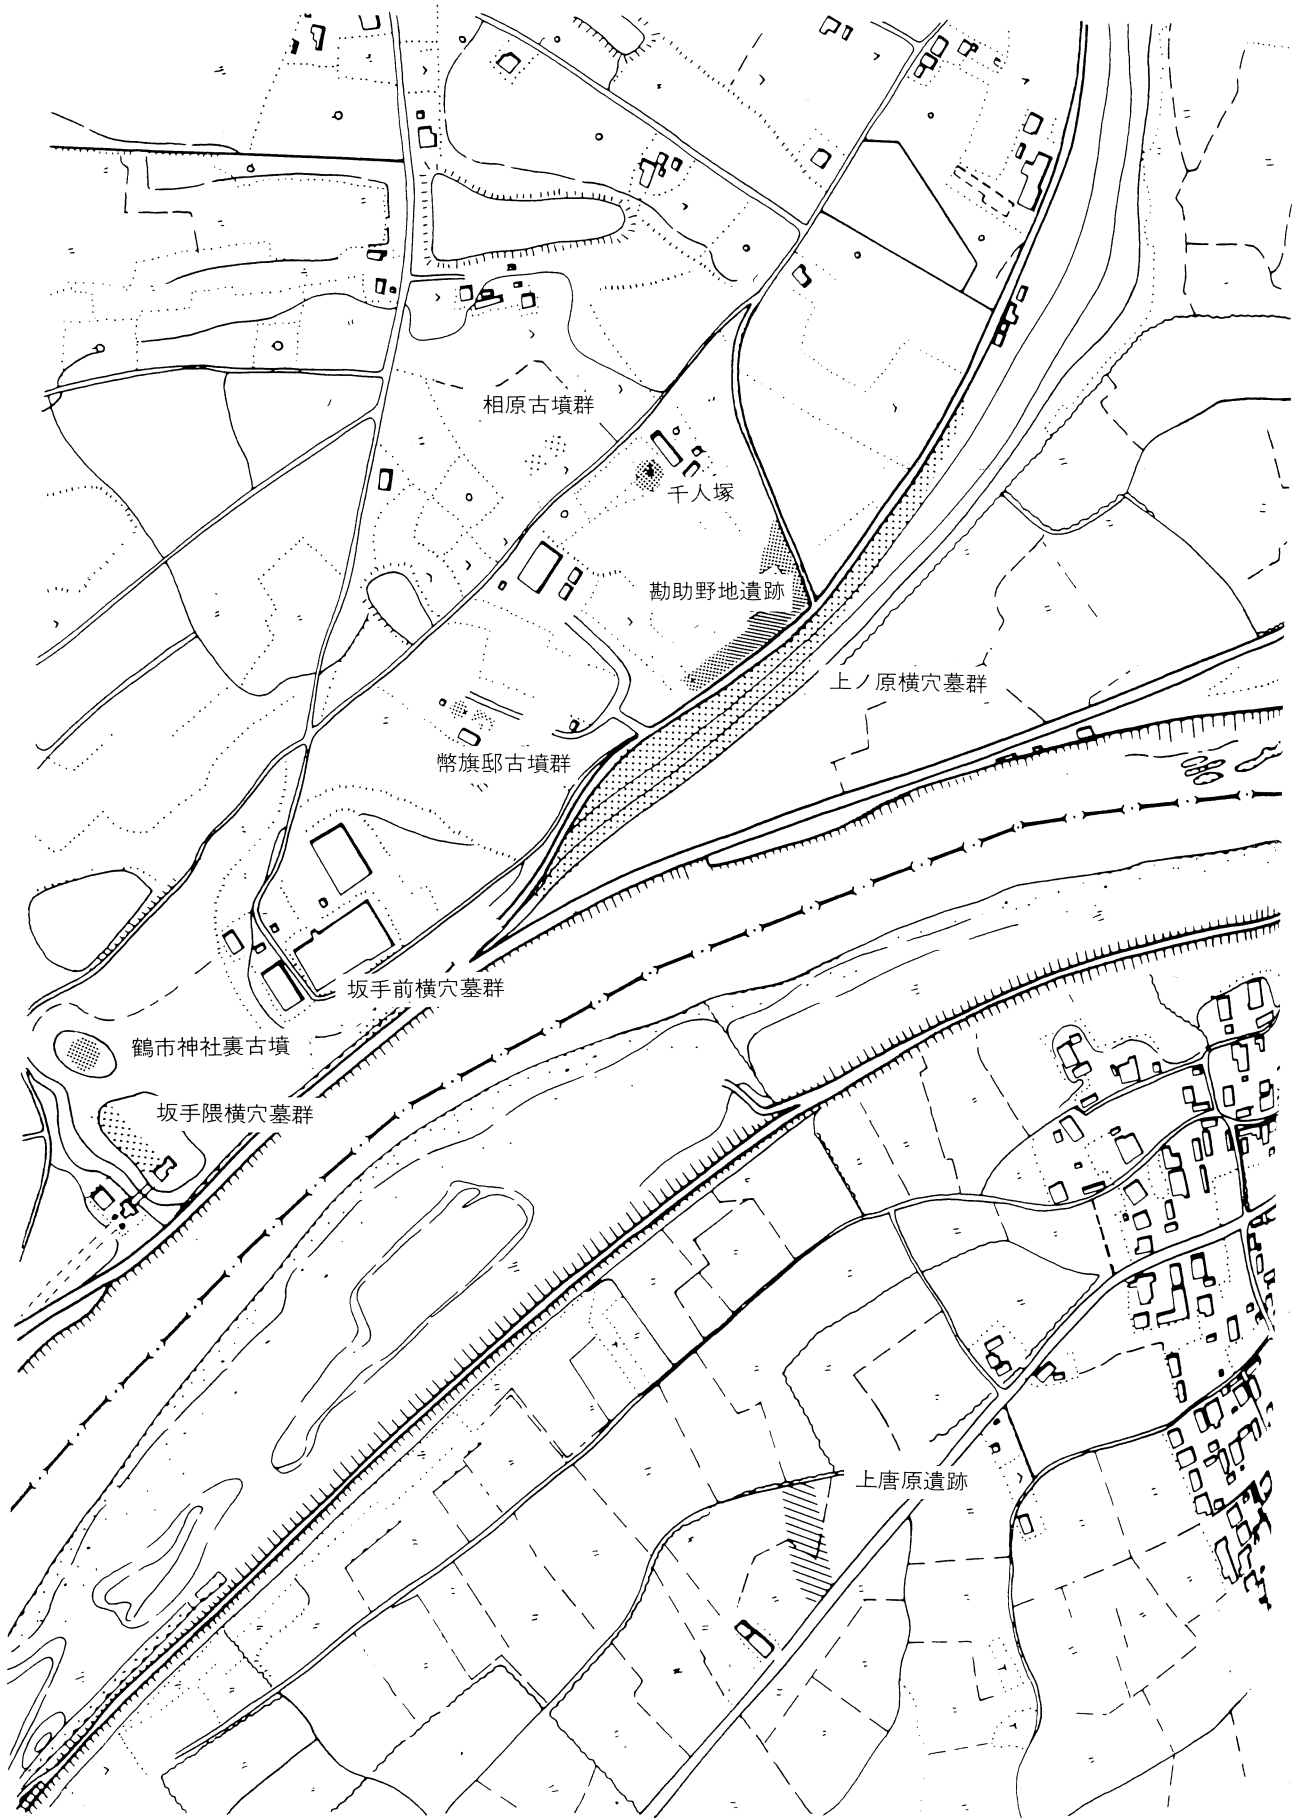 相原古墳群
千人塚
勘助野地遺跡
上ノ原横穴墓群
幣旗邸古墳群
坂手前横穴墓群
鶴市神社裏古墳
坂手隈横穴墓群
上唐原遺跡